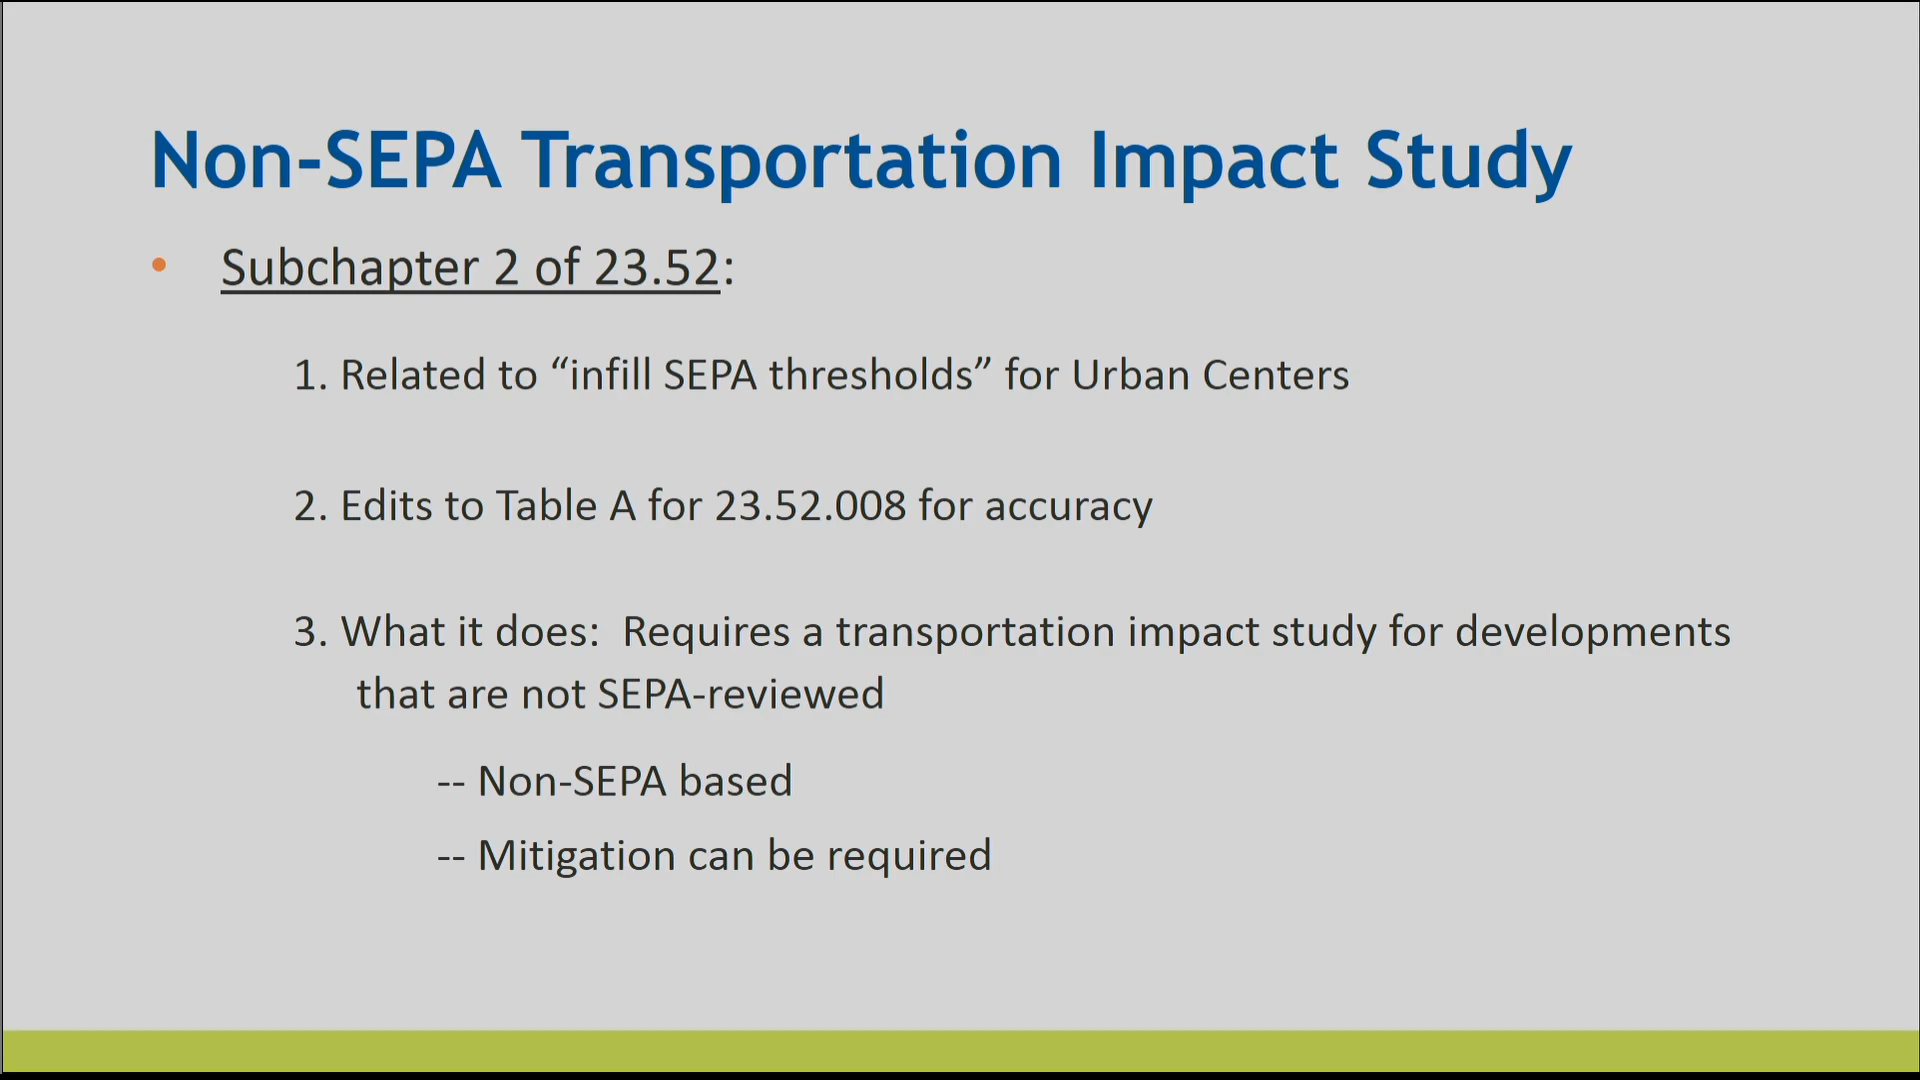 Non-SEPA Transportation Impact Study
• Subchapter 2 of 23.52:
1. Related to “infill SEPA thresholds” for Urban Centers
2. Edits to Table A for 23.52.008 for accuracy
3. What it does:  Requires a transportation impact study for developments
that are not SEPA-reviewed
-- Non-SEPA based
-- Mitigation can be required